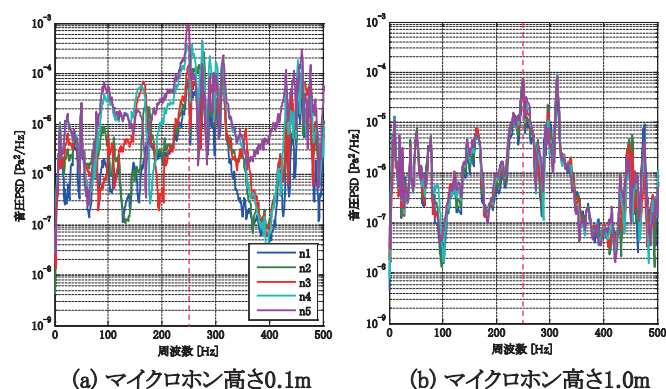 10⁻³
10⁻⁴
10⁻⁵
10⁻⁶
10⁻⁷
10⁻⁸
10⁻⁹
音圧PSD [Pa²/Hz]
0 100 200 300 400 500
周波数 [Hz]
n1
n2
n3
n4
n5
(a) マイクロホン高さ0.1m
10⁻³
10⁻⁴
10⁻⁵
10⁻⁶
10⁻⁷
10⁻⁸
10⁻⁹
音圧PSD [Pa²/Hz]
0 100 200 300 400 500
周波数 [Hz]
(b) マイクロホン高さ1.0m